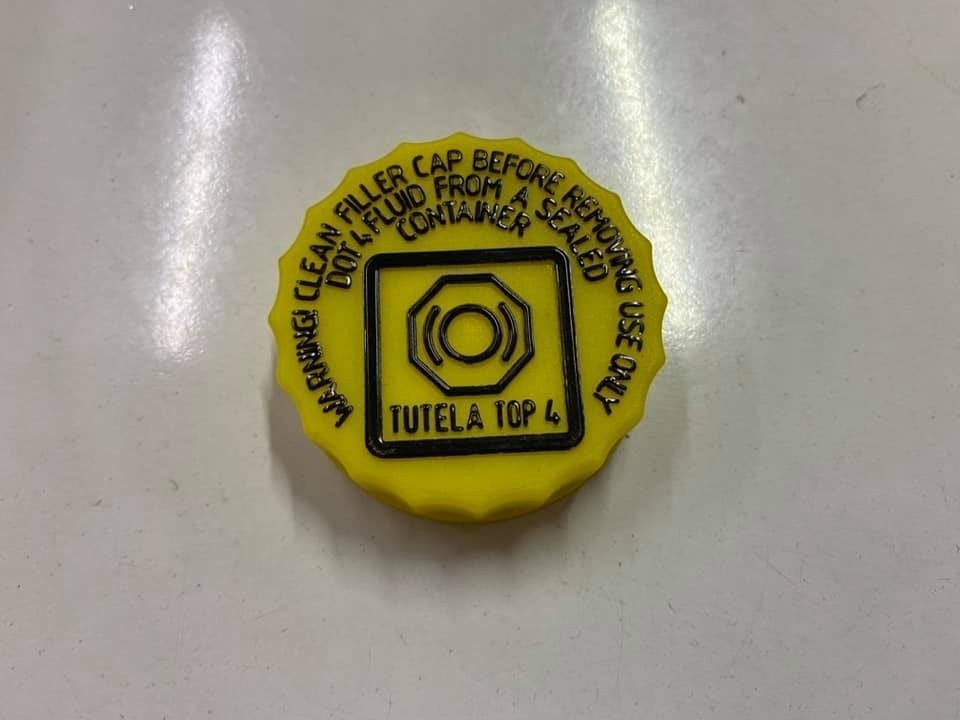 WARNING! CLEAN FILLER CAP BEFORE REMOVING USE ONLY
DOT 4 FLUID FROM A SEALED
CONTAINER
TUTELA TOP 4